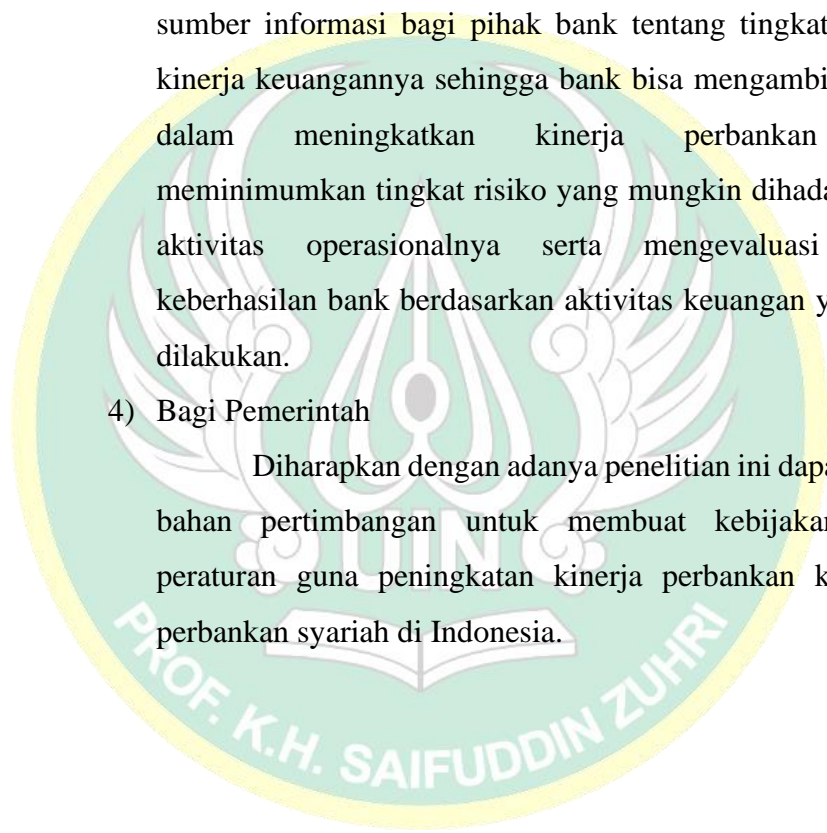 sumber informasi bagi pihak bank tentang tingkat
kinerja keuangannya sehingga bank bisa mengambi
dalam meningkatkan kinerja perbankan
meminimumkan tingkat risiko yang mungkin dihada
aktivitas operasionalnya serta mengevaluasi
keberhasilan bank berdasarkan aktivitas keuangan y
dilakukan.
4) Bagi Pemerintah
Diharapkan dengan adanya penelitian ini dapa
bahan pertimbangan untuk membuat kebijakan
peraturan guna peningkatan kinerja perbankan k
perbankan syariah di Indonesia.
UIN
PROF. K.H. SAIFUDDIN ZUHRI